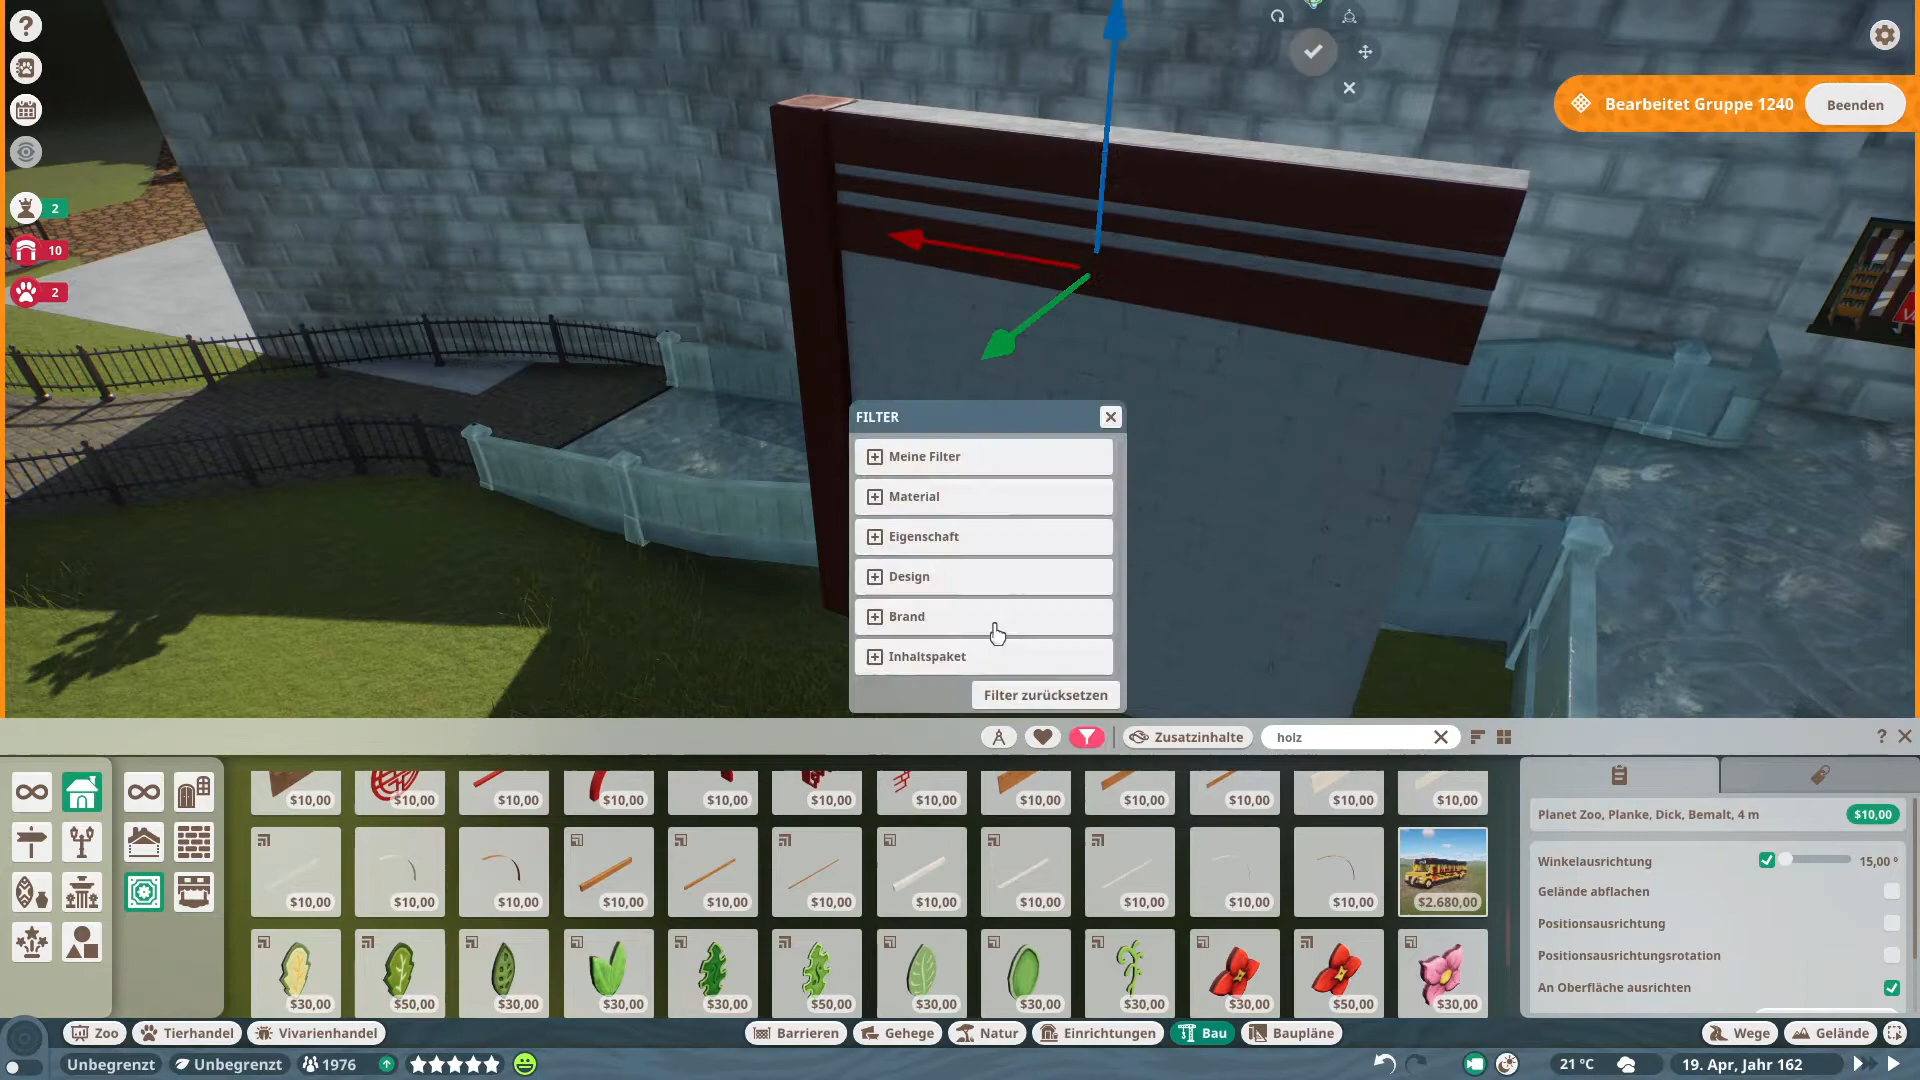 ?
Bearbeitet Gruppe 1240
Beenden
2
10
2
FILTER
Meine Filter
Material
Eigenschaft
Design
Brand
Inhaltspaket
Filter zurücksetzen
Zusatzinhalte
holz
?
$10,00 $10,00 $10,00 $10,00 $10,00 $10,00 $10,00 $10,00 $10,00 $10,00 $10,00 $10,00
$10,00 $10,00 $10,00 $10,00 $10,00 $10,00 $10,00 $10,00 $10,00 $10,00 $10,00 $2.680,00
$30,00 $50,00 $30,00 $30,00 $30,00 $50,00 $30,00 $30,00 $30,00 $30,00 $50,00 $30,00
Planet Zoo, Planke, Dick, Bemalt, 4 m
$10,00
Winkelausrichtung
15,00 °
Gelände abflachen
Positionsausrichtung
Positionsausrichtungsrotation
An Oberfläche ausrichten
Zoo
Tierhandel
Vivarienhandel
Barrieren
Gehege
Natur
Einrichtungen
Bau
Baupläne
Wege
Gelände
Unbegrenzt
Unbegrenzt
1976
21 °C
19. Apr, Jahr 162